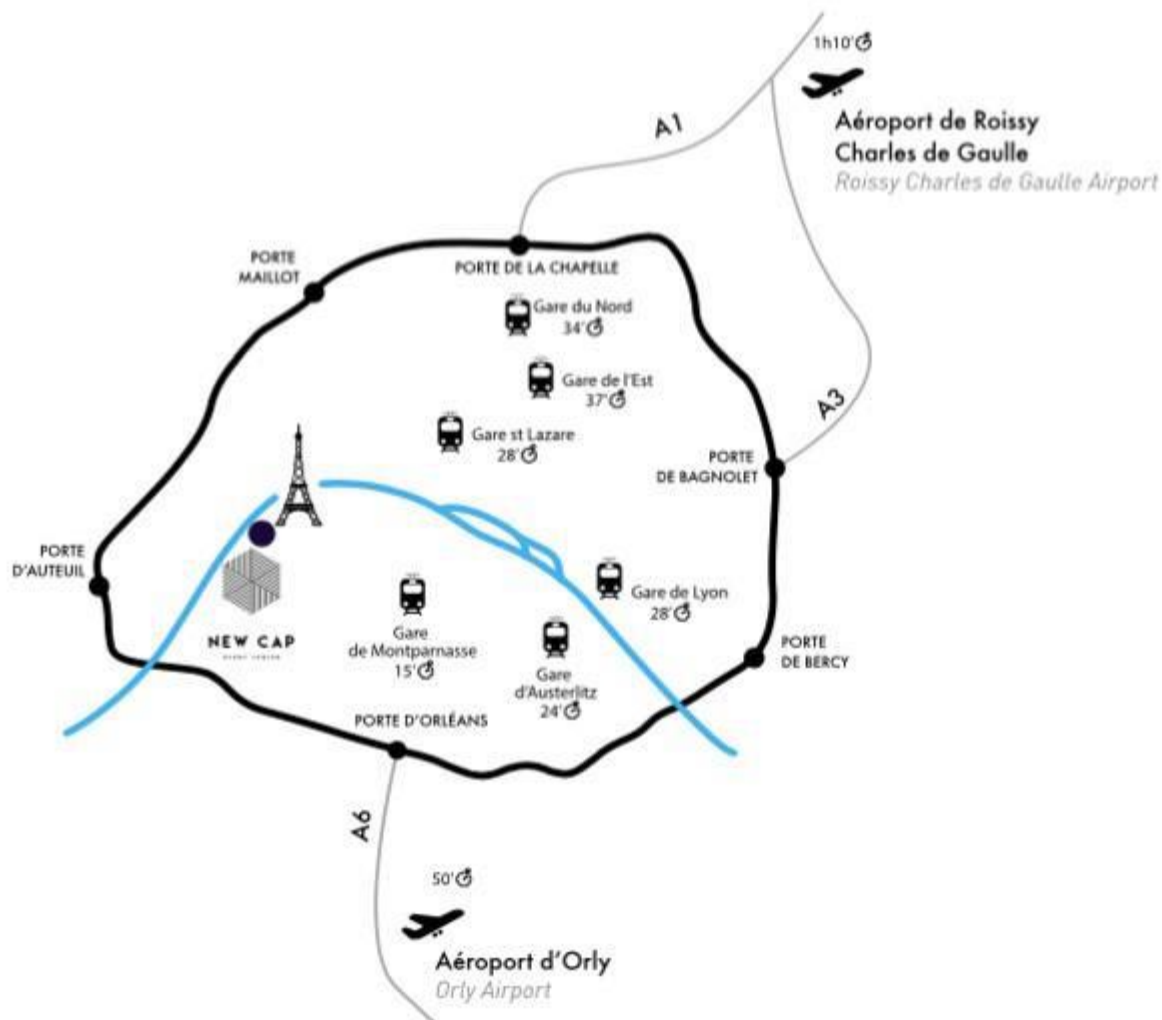 1h10'
Aéroport de Roissy
Charles de Gaulle
Roissy Charles de Gaulle Airport
A1
PORTE
MAILLOT
PORTE DE LA CHAPELLE
Gare du Nord
34'
Gare de l'Est
37'
A3
Gare st Lazare
28'
PORTE
DE BAGNOLET
PORTE
D'AUTEUIL
Gare de Lyon
28'
NEW CAP
Gare
de Montparnasse
15'
PORTE
DE BERCY
Gare
d'Austerlitz
24'
PORTE D'ORLÉANS
A6
50'
Aéroport d'Orly
Orly Airport